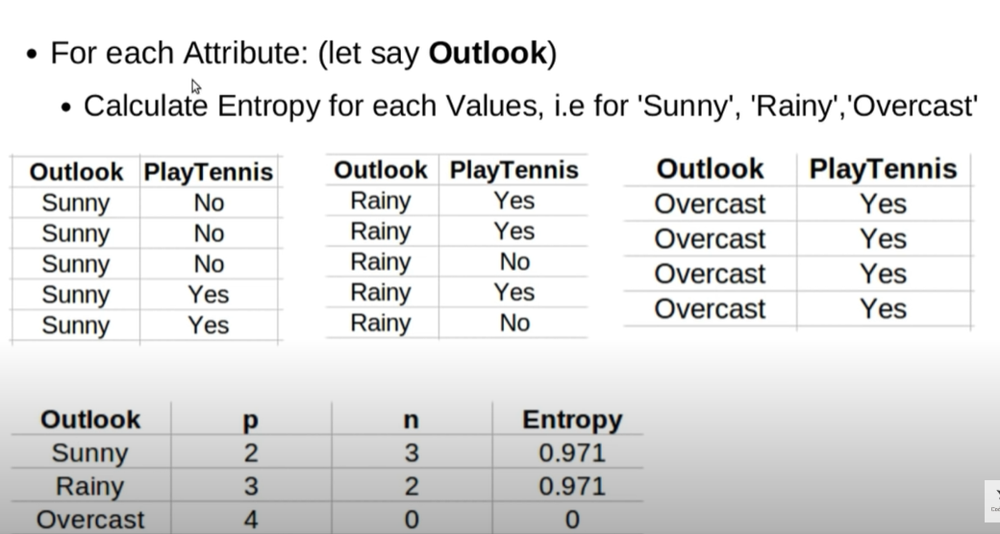 • For each Attribute: (let say Outlook)
• Calculate Entropy for each Values, i.e for 'Sunny', 'Rainy','Overcast'
Outlook PlayTennis
Sunny No
Sunny No
Sunny No
Sunny Yes
Sunny Yes
Outlook PlayTennis
Rainy Yes
Rainy Yes
Rainy No
Rainy Yes
Rainy No
Outlook PlayTennis
Overcast Yes
Overcast Yes
Overcast Yes
Overcast Yes
Outlook p n Entropy
Sunny 2 3 0.971
Rainy 3 2 0.971
Overcast 4 0 0